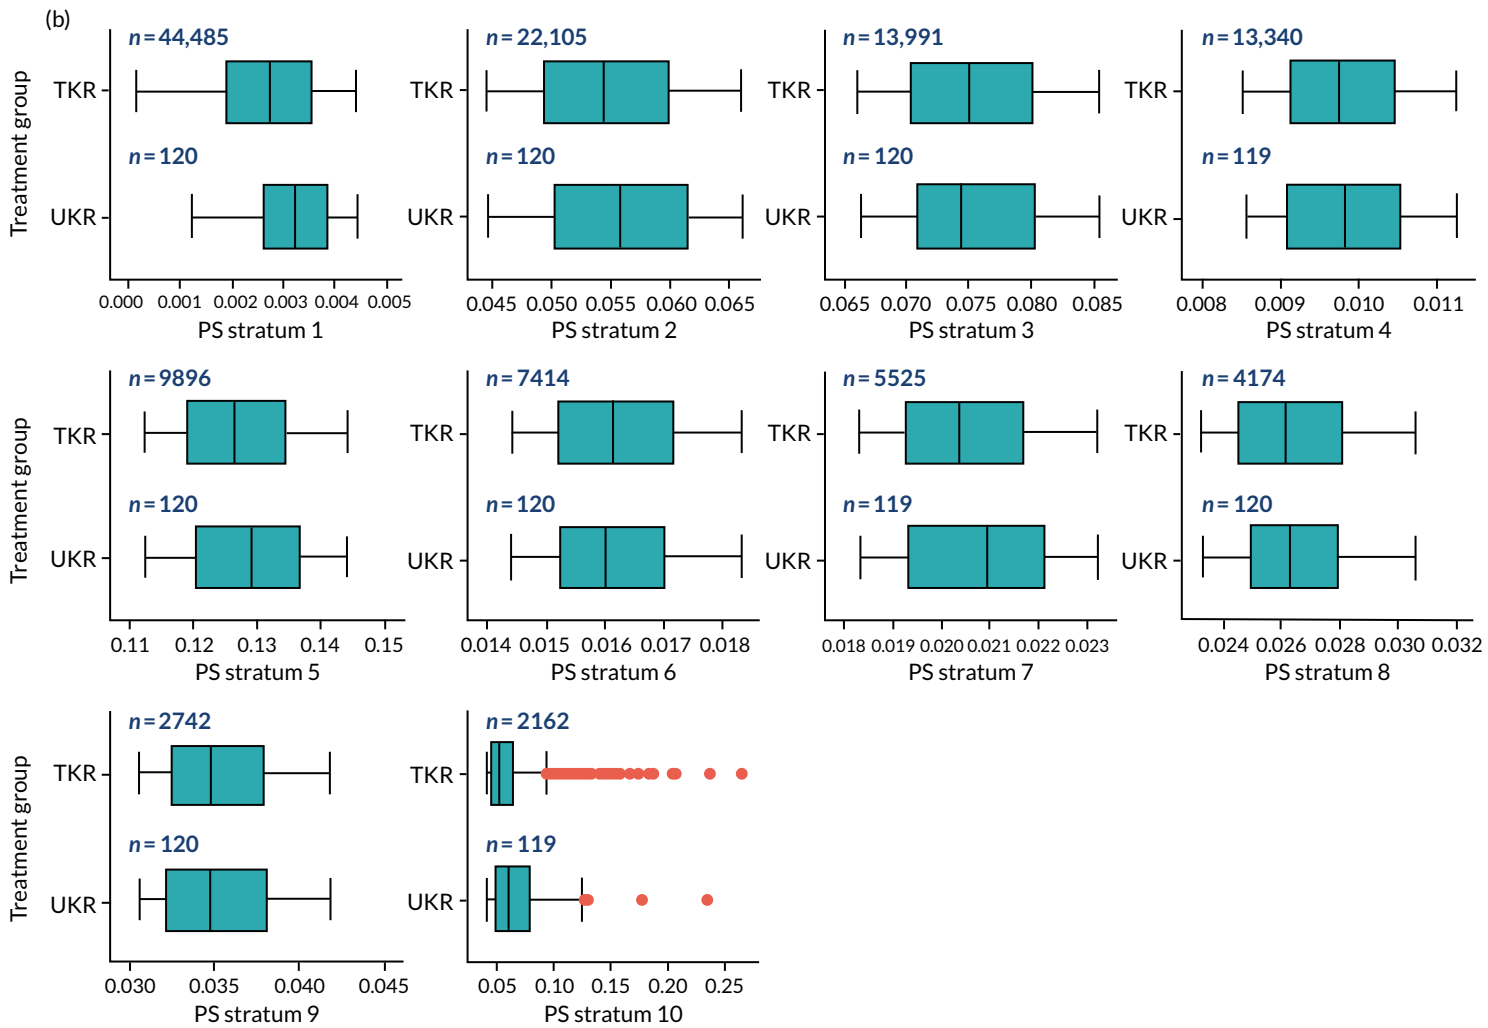 (b)
n=44,485
n=22,105
n=13,991
n=13,340
TKR
TKR
TKR
TKR
n=120
n=120
n=120
n=119
UKR
UKR
UKR
UKR
Treatment group
0.000 0.001 0.002 0.003 0.004 0.005
0.045 0.050 0.055 0.060 0.065
0.065 0.070 0.075 0.080 0.085
0.008 0.009 0.010 0.011
PS stratum 1
PS stratum 2
PS stratum 3
PS stratum 4
n=9896
n=7414
n=5525
n=4174
TKR
TKR
TKR
TKR
n=120
n=120
n=119
n=120
UKR
UKR
UKR
UKR
Treatment group
0.11 0.12 0.13 0.14 0.15
0.014 0.015 0.016 0.017 0.018
0.018 0.019 0.020 0.021 0.022 0.023
0.024 0.026 0.028 0.030 0.032
PS stratum 5
PS stratum 6
PS stratum 7
PS stratum 8
n=2742
n=2162
TKR
TKR
n=120
n=119
UKR
UKR
Treatment group
0.030 0.035 0.040 0.045
0.05 0.10 0.15 0.20 0.25
PS stratum 9
PS stratum 10